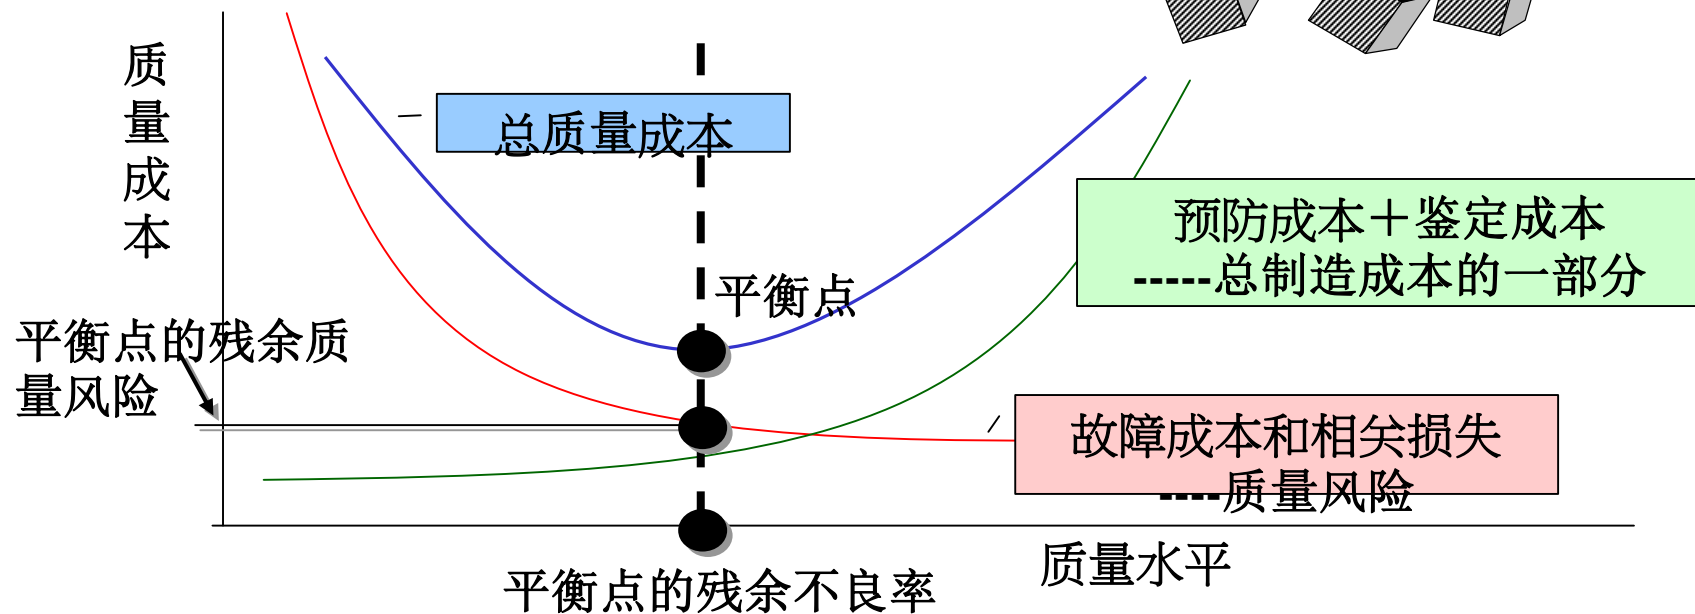 质量成本
总质量成本
预防成本＋鉴定成本
-----总制造成本的一部分
平衡点
平衡点的残余质
量风险
故障成本和相关损失
----质量风险
质量水平
平衡点的残余不良率